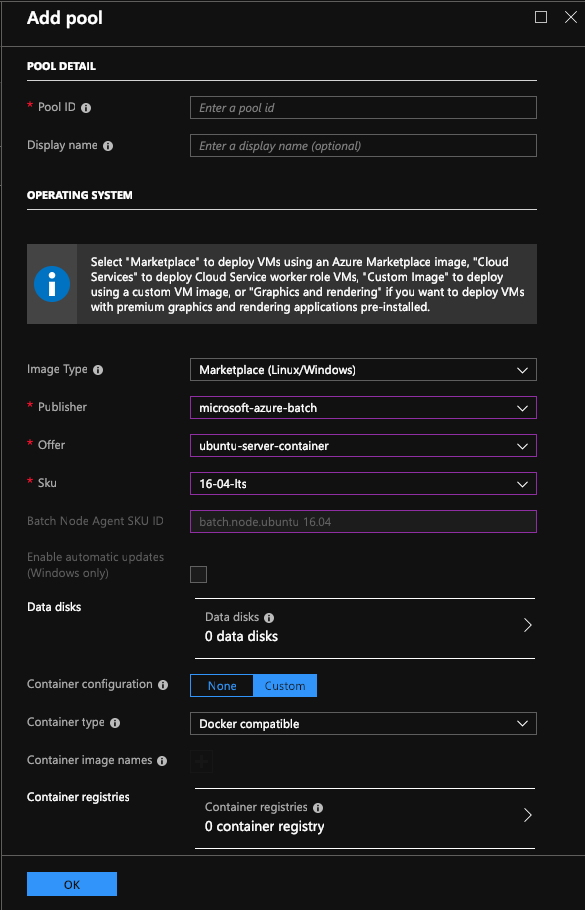 Add pool
POOL DETAIL
* Pool ID
Enter a pool id
Display name
Enter a display name (optional)
OPERATING SYSTEM
Select "Marketplace" to deploy VMs using an Azure Marketplace image, "Cloud
Services" to deploy Cloud Service worker role VMs, "Custom Image" to deploy
using a custom VM image, or "Graphics and rendering" if you want to deploy VMs
with premium graphics and rendering applications pre-installed.
Image Type
Marketplace (Linux/Windows)
* Publisher
microsoft-azure-batch
* Offer
ubuntu-server-container
* Sku
16-04-lts
Batch Node Agent SKU ID
batch.node.ubuntu 16.04
Enable automatic updates
(Windows only)
Data disks
Data disks
0 data disks
Container configuration
None Custom
Container type
Docker compatible
Container image names
Container registries
Container registries
0 container registry
OK